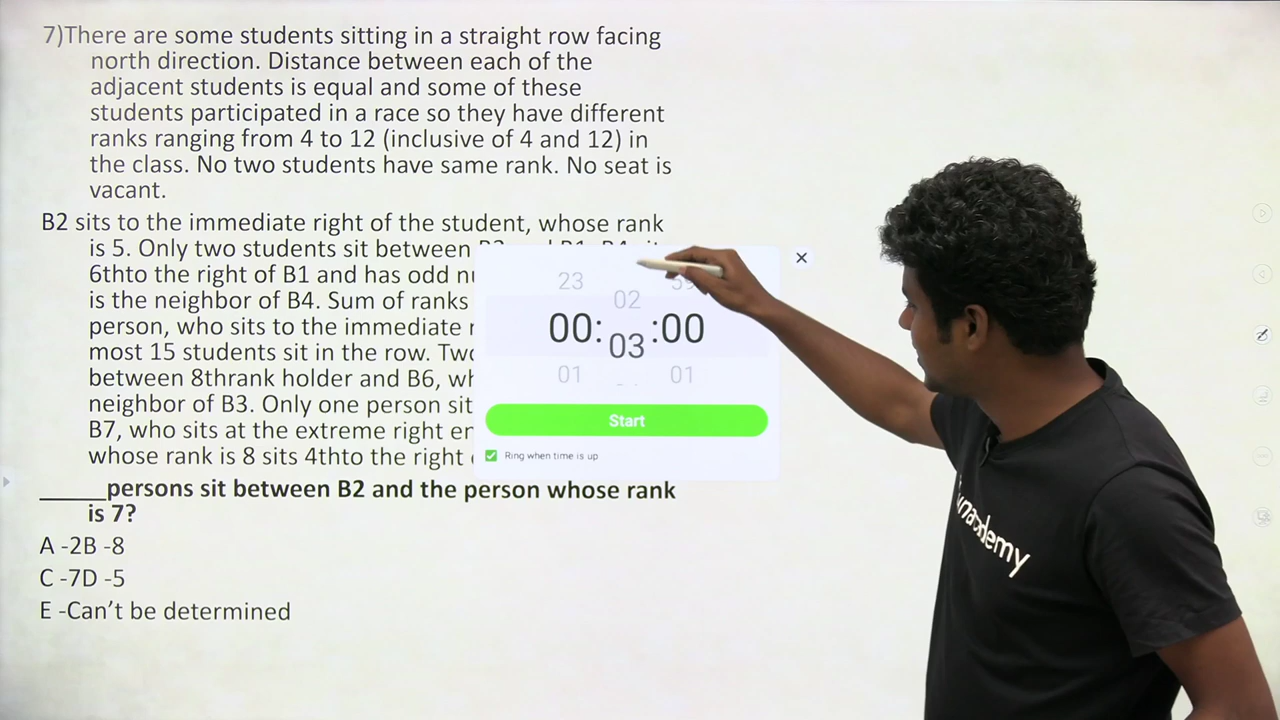 7)There are some students sitting in a straight row facing
north direction. Distance between each of the
adjacent students is equal and some of these
students participated in a race so they have different
ranks ranging from 4 to 12 (inclusive of 4 and 12) in
the class. No two students have same rank. No seat is
vacant.
B2 sits to the immediate right of the student, whose rank
is 5. Only two students sit between
6thto the right of B1 and has odd
is the neighbor of B4. Sum of ranks
person, who sits to the immediate
most 15 students sit in the row.
between 8thrank holder and B6,
neighbor of B3. Only one person sit
B7, who sits at the extreme right
whose rank is 8 sits 4thto the right
______persons sit between B2 and the person whose rank
is 7?
A -2B -8
C -7D -5
E -Can't be determined
23 02 59
00: 03 :00
01 01
Start
Ring when time is up
unacademy